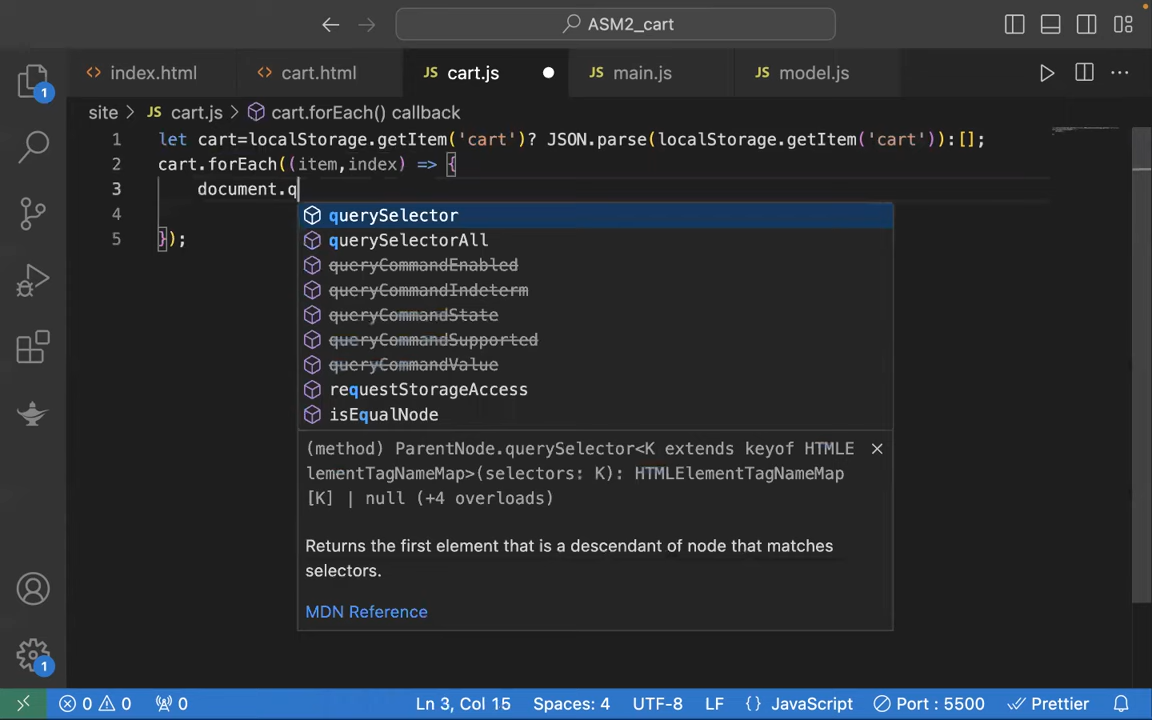 ASM2_cart
index.html
cart.html
JS cart.js
JS main.js
JS model.js
1
site
JS cart.js
cart.forEach() callback
1 let cart=localStorage.getItem('cart')? JSON.parse(localStorage.getItem('cart')):[];
2 cart.forEach((item,index) => {
3 document.q
4
5 });
querySelector
querySelectorAll
queryCommandEnabled
queryCommandIndeterm
queryCommandState
queryCommandSupported
queryCommandValue
requestStorageAccess
isEqualNode
(method) ParentNode.querySelector<K extends keyof HTMLE
lementTagNameMap>(selectors: K): HTMLElementTagNameMap
[K] | null (+4 overloads)
Returns the first element that is a descendant of node that matches
selectors.
MDN Reference
1
0 0 0 Ln 3, Col 15 Spaces: 4 UTF-8 LF {} JavaScript Port : 5500 Prettier